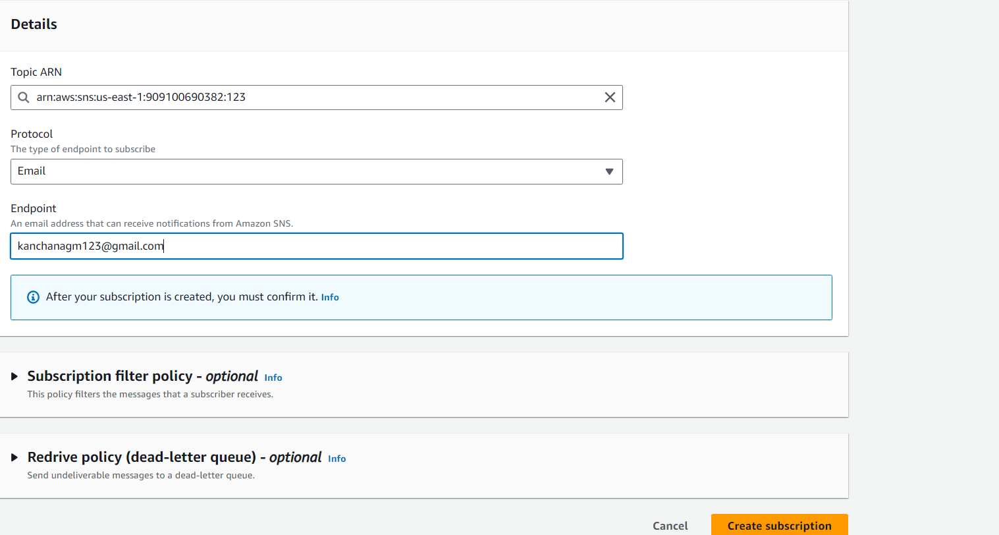 Details
Topic ARN
arn:aws:sns:us-east-1:909100690382:123
Protocol
The type of endpoint to subscribe
Email
Endpoint
An email address that can receive notifications from Amazon SNS.
kanchanagm123@gmail.com
After your subscription is created, you must confirm it. Info
Subscription filter policy - optional Info
This policy filters the messages that a subscriber receives.
Redrive policy (dead-letter queue) - optional Info
Send undeliverable messages to a dead-letter queue.
Cancel Create subscription